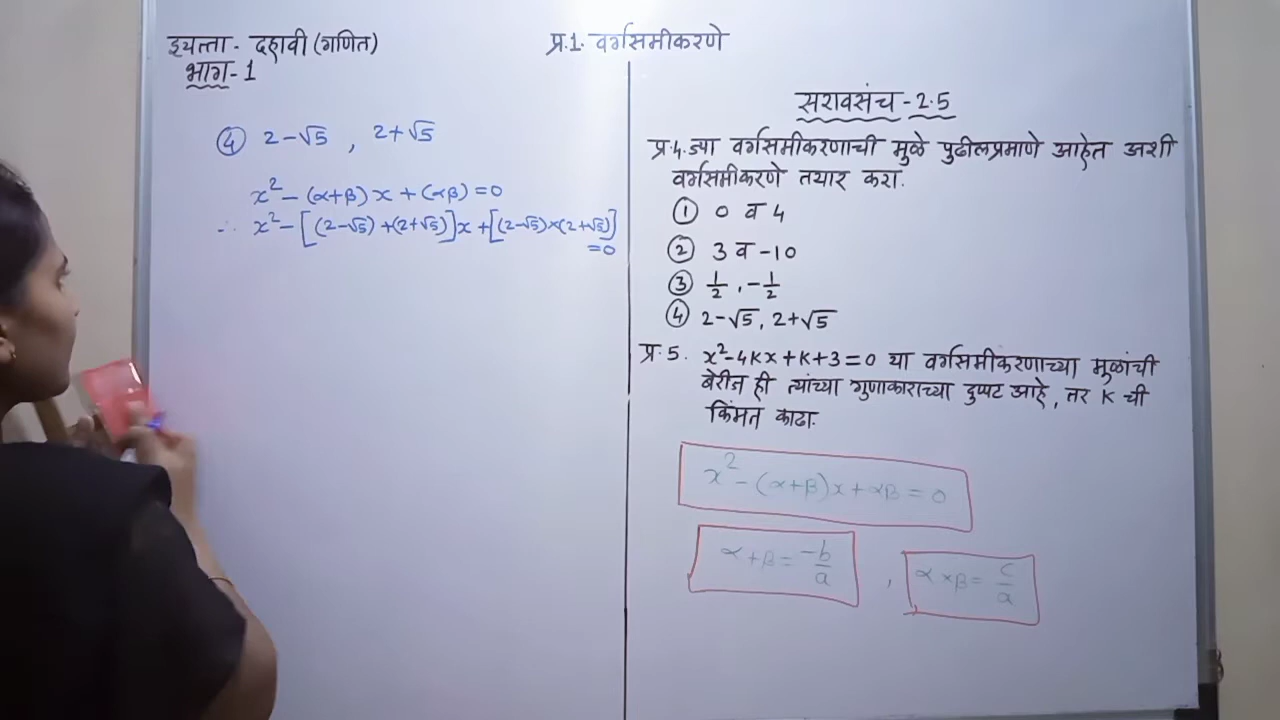 इयत्ता - दहावी (गणित)
भाग - 1
प्र.1. वर्गसमीकरणे
④ 2-√5 , 2+√5
x² - (α+β) x + (αβ) = 0
∴ x² - [(2-√5) + (2+√5)]x + [(2-√5)×(2+√5)]
=0
सरावसंच - 2.5
प्र.4. ज्या वर्गसमीकरणाची मुळे पुढीलप्रमाणे आहेत अशी
वर्गसमीकरणे तयार करा.
① 0 व 4
② 3 व -10
③ 1/2 , -1/2
④ 2-√5, 2+√5
प्र. 5. x²-4Kx+K+3=0 या वर्गसमीकरणाच्या मुळांची
बेरीज ही त्यांच्या गुणाकाराच्या दुप्पट आहे, तर K ची
किंमत काढा.
x² - (α+β)x + αβ = 0
α+β = -b/a , α×β = c/a